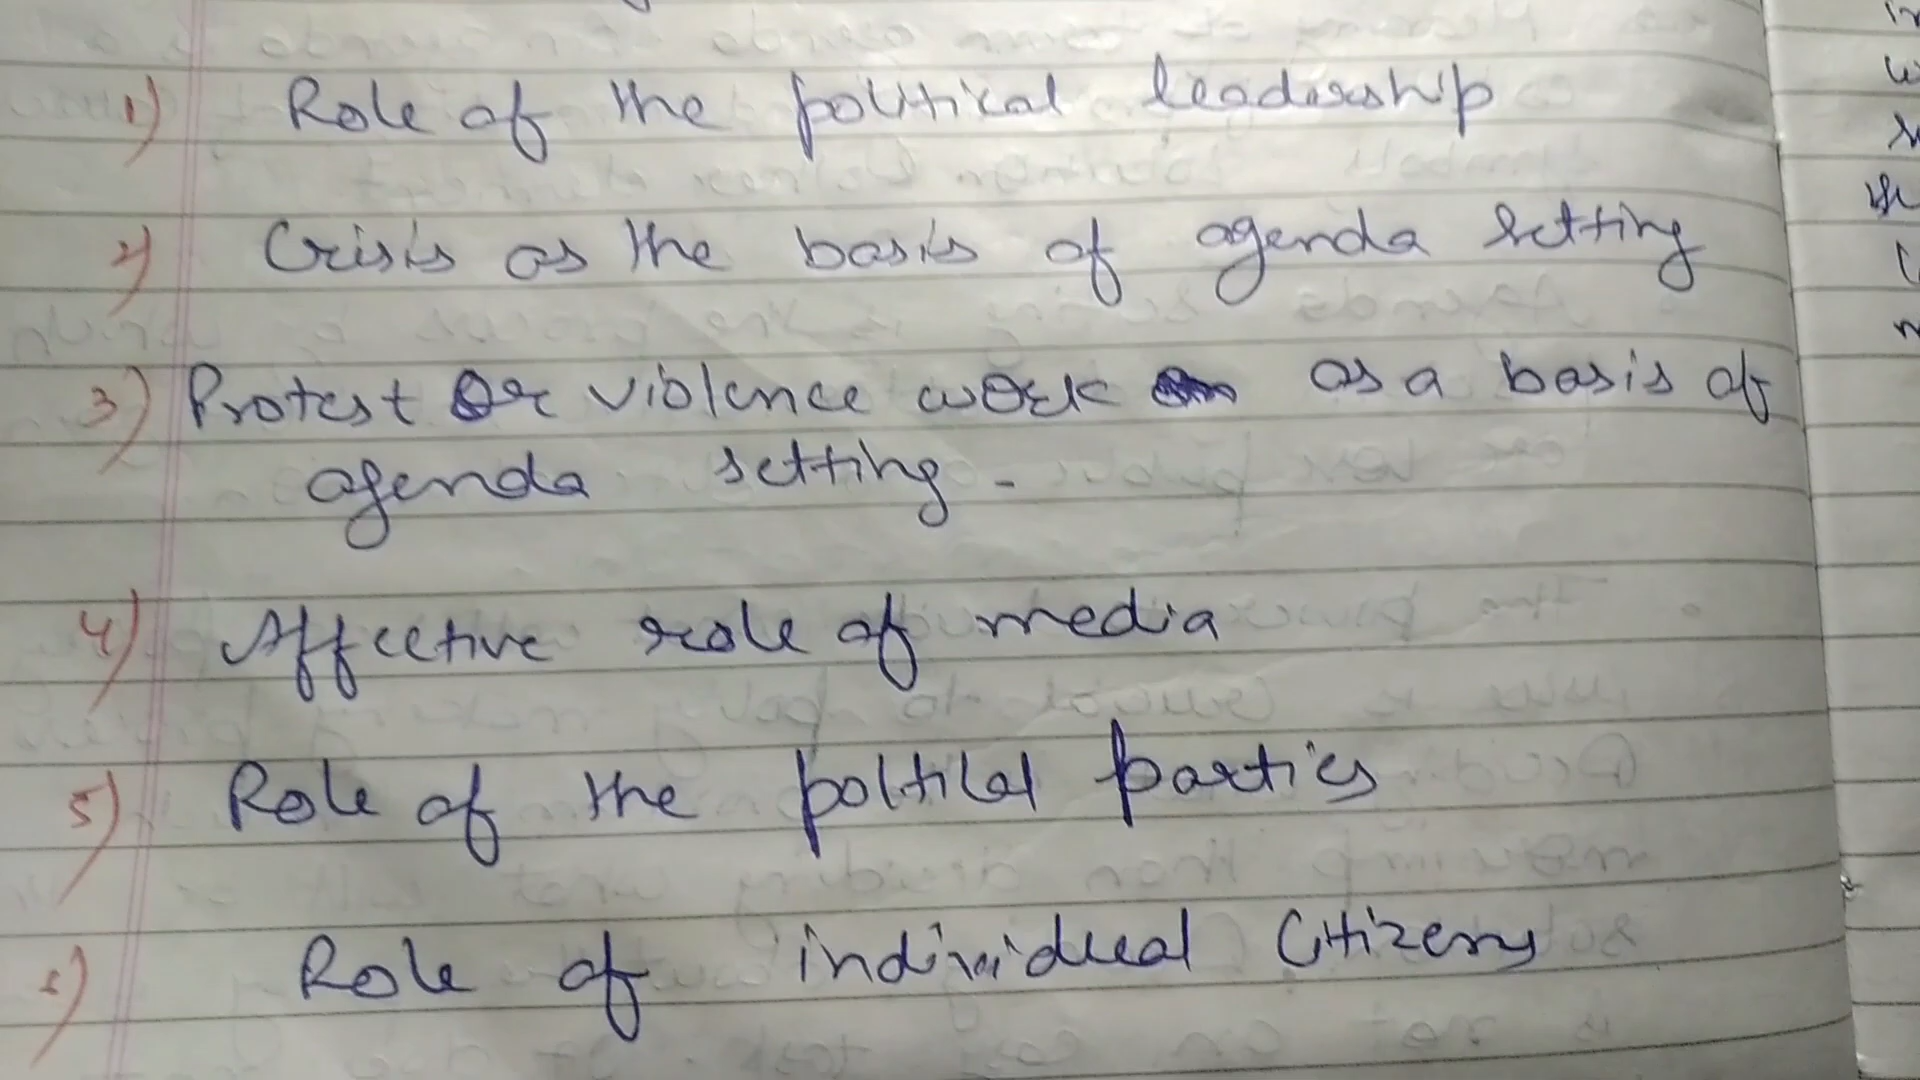 1) Role of the political leadership
2) Crisis as the basis of agenda setting
3) Protest or violence work as a basis of
agenda setting.
4) Affective role of media
5) Role of the poltical parties
6) Role of individual Citizens